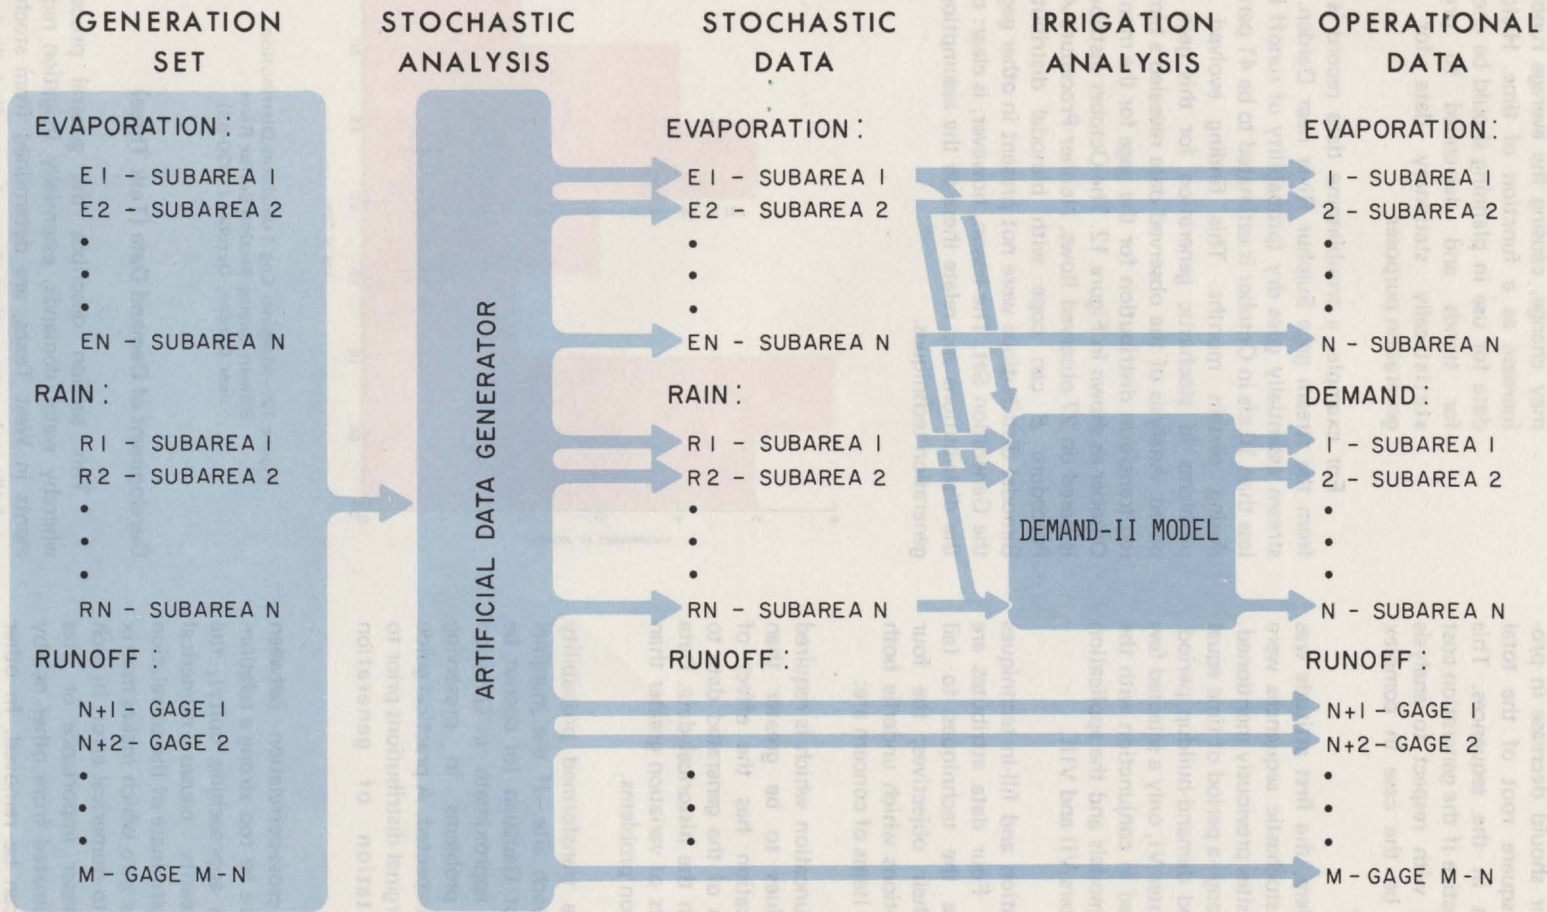 GENERATION SET
STOCHASTIC ANALYSIS
STOCHASTIC DATA
IRRIGATION ANALYSIS
OPERATIONAL DATA
EVAPORATION:
E1 - SUBAREA 1
E2 - SUBAREA 2
EN - SUBAREA N
RAIN:
R1 - SUBAREA 1
R2 - SUBAREA 2
RN - SUBAREA N
RUNOFF:
N+1 - GAGE 1
N+2 - GAGE 2
M - GAGE M-N
ARTIFICIAL DATA GENERATOR
EVAPORATION:
E1 - SUBAREA 1
E2 - SUBAREA 2
EN - SUBAREA N
RAIN:
R1 - SUBAREA 1
R2 - SUBAREA 2
RN - SUBAREA N
RUNOFF:
DEMAND-II MODEL
EVAPORATION:
1 - SUBAREA 1
2 - SUBAREA 2
N - SUBAREA N
DEMAND:
1 - SUBAREA 1
2 - SUBAREA 2
N - SUBAREA N
RUNOFF:
N+1 - GAGE 1
N+2 - GAGE 2
M - GAGE M-N